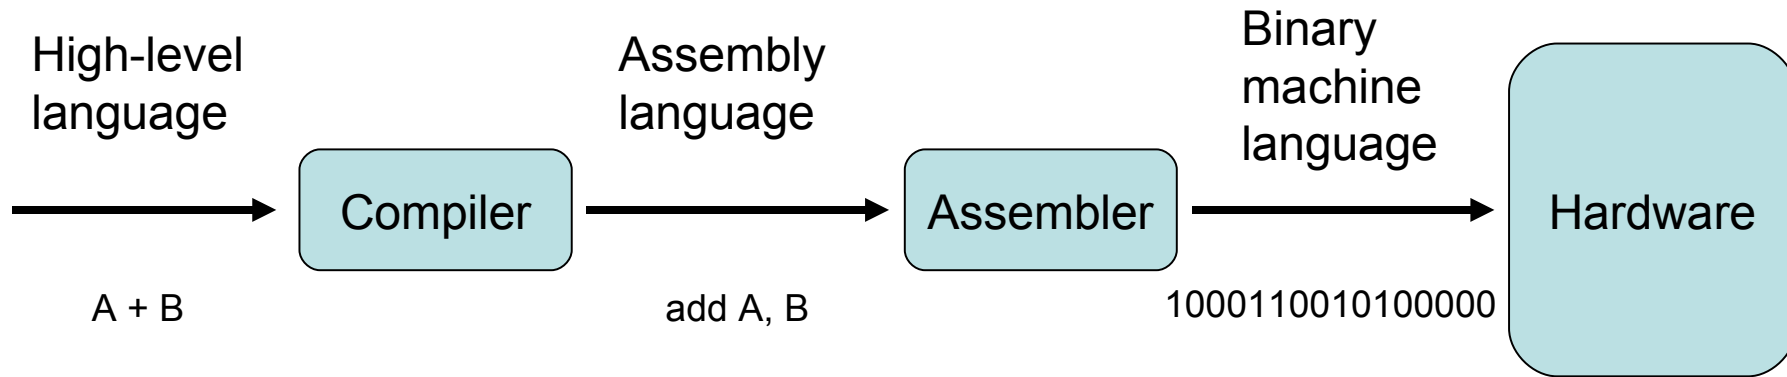 High-level
language
Assembly
language
Binary
machine
language
Compiler
Assembler
Hardware
A + B
add A, B
1000110010100000